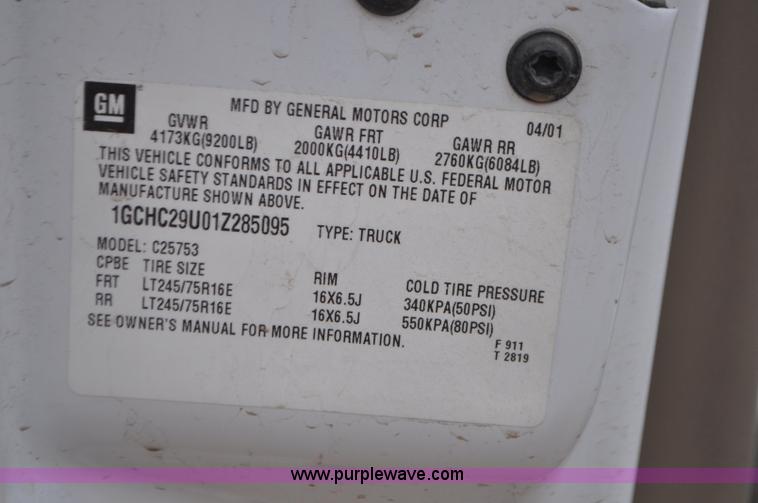 GM
MFD BY GENERAL MOTORS CORP 04/01
GVWR GAWR FRT GAWR RR
4173KG(9200LB) 2000KG(4410LB) 2760KG(6084LB)
THIS VEHICLE CONFORMS TO ALL APPLICABLE U.S. FEDERAL MOTOR
VEHICLE SAFETY STANDARDS IN EFFECT ON THE DATE OF
MANUFACTURE SHOWN ABOVE.
1GCHC29U01Z285095 TYPE: TRUCK
MODEL: C25753
CPBE TIRE SIZE RIM COLD TIRE PRESSURE
FRT LT245/75R16E 16X6.5J 340KPA(50PSI)
RR LT245/75R16E 16X6.5J 550KPA(80PSI)
SEE OWNER'S MANUAL FOR MORE INFORMATION.
F 911
T 2819
www.purplewave.com